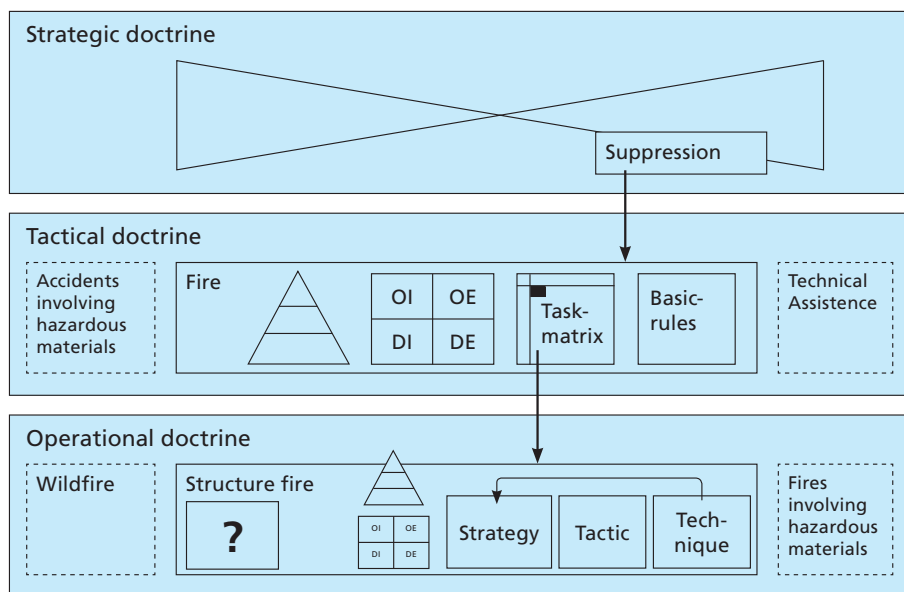 Strategic doctrine
Suppression
Tactical doctrine
Accidents
involving
hazardous
materials
Fire
OI
OE
DI
DE
Task-
matrix
Basic-
rules
Technical
Assistence
Operational doctrine
Wildfire
Structure fire
?
OI
OE
DI
DE
Strategy
Tactic
Tech-
nique
Fires
involving
hazardous
materials